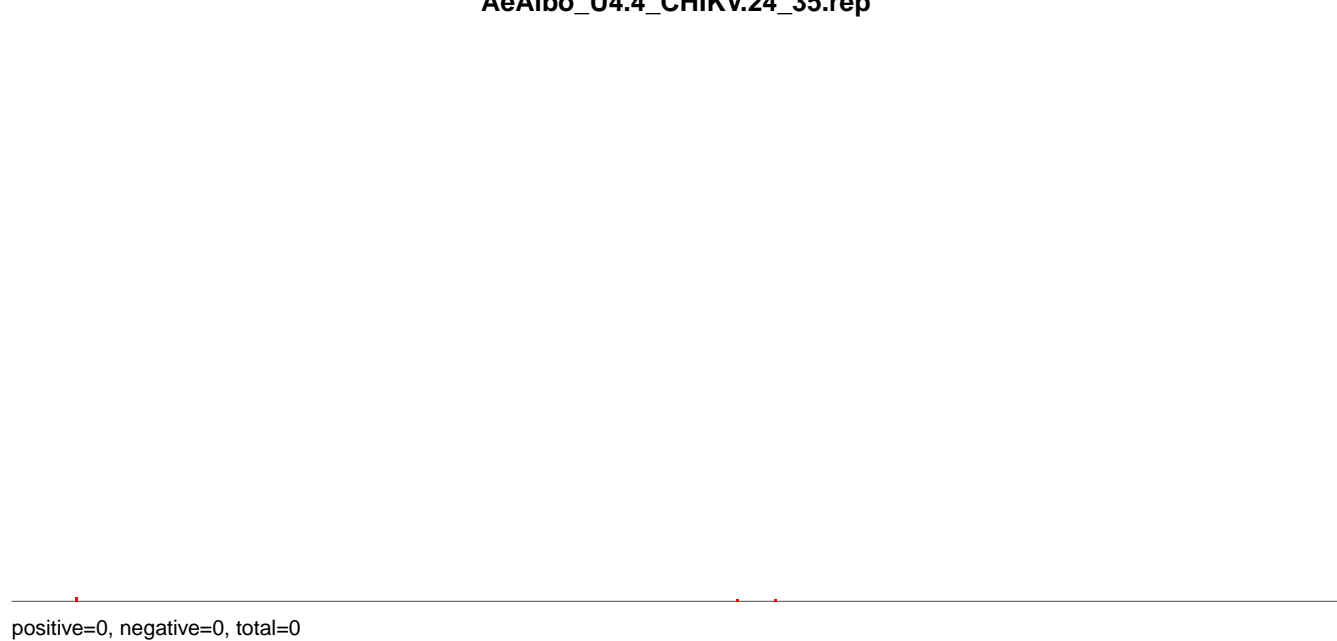 AeAlbo_U4.4_CHIKV.24_35.rep
positive=0, negative=0, total=0